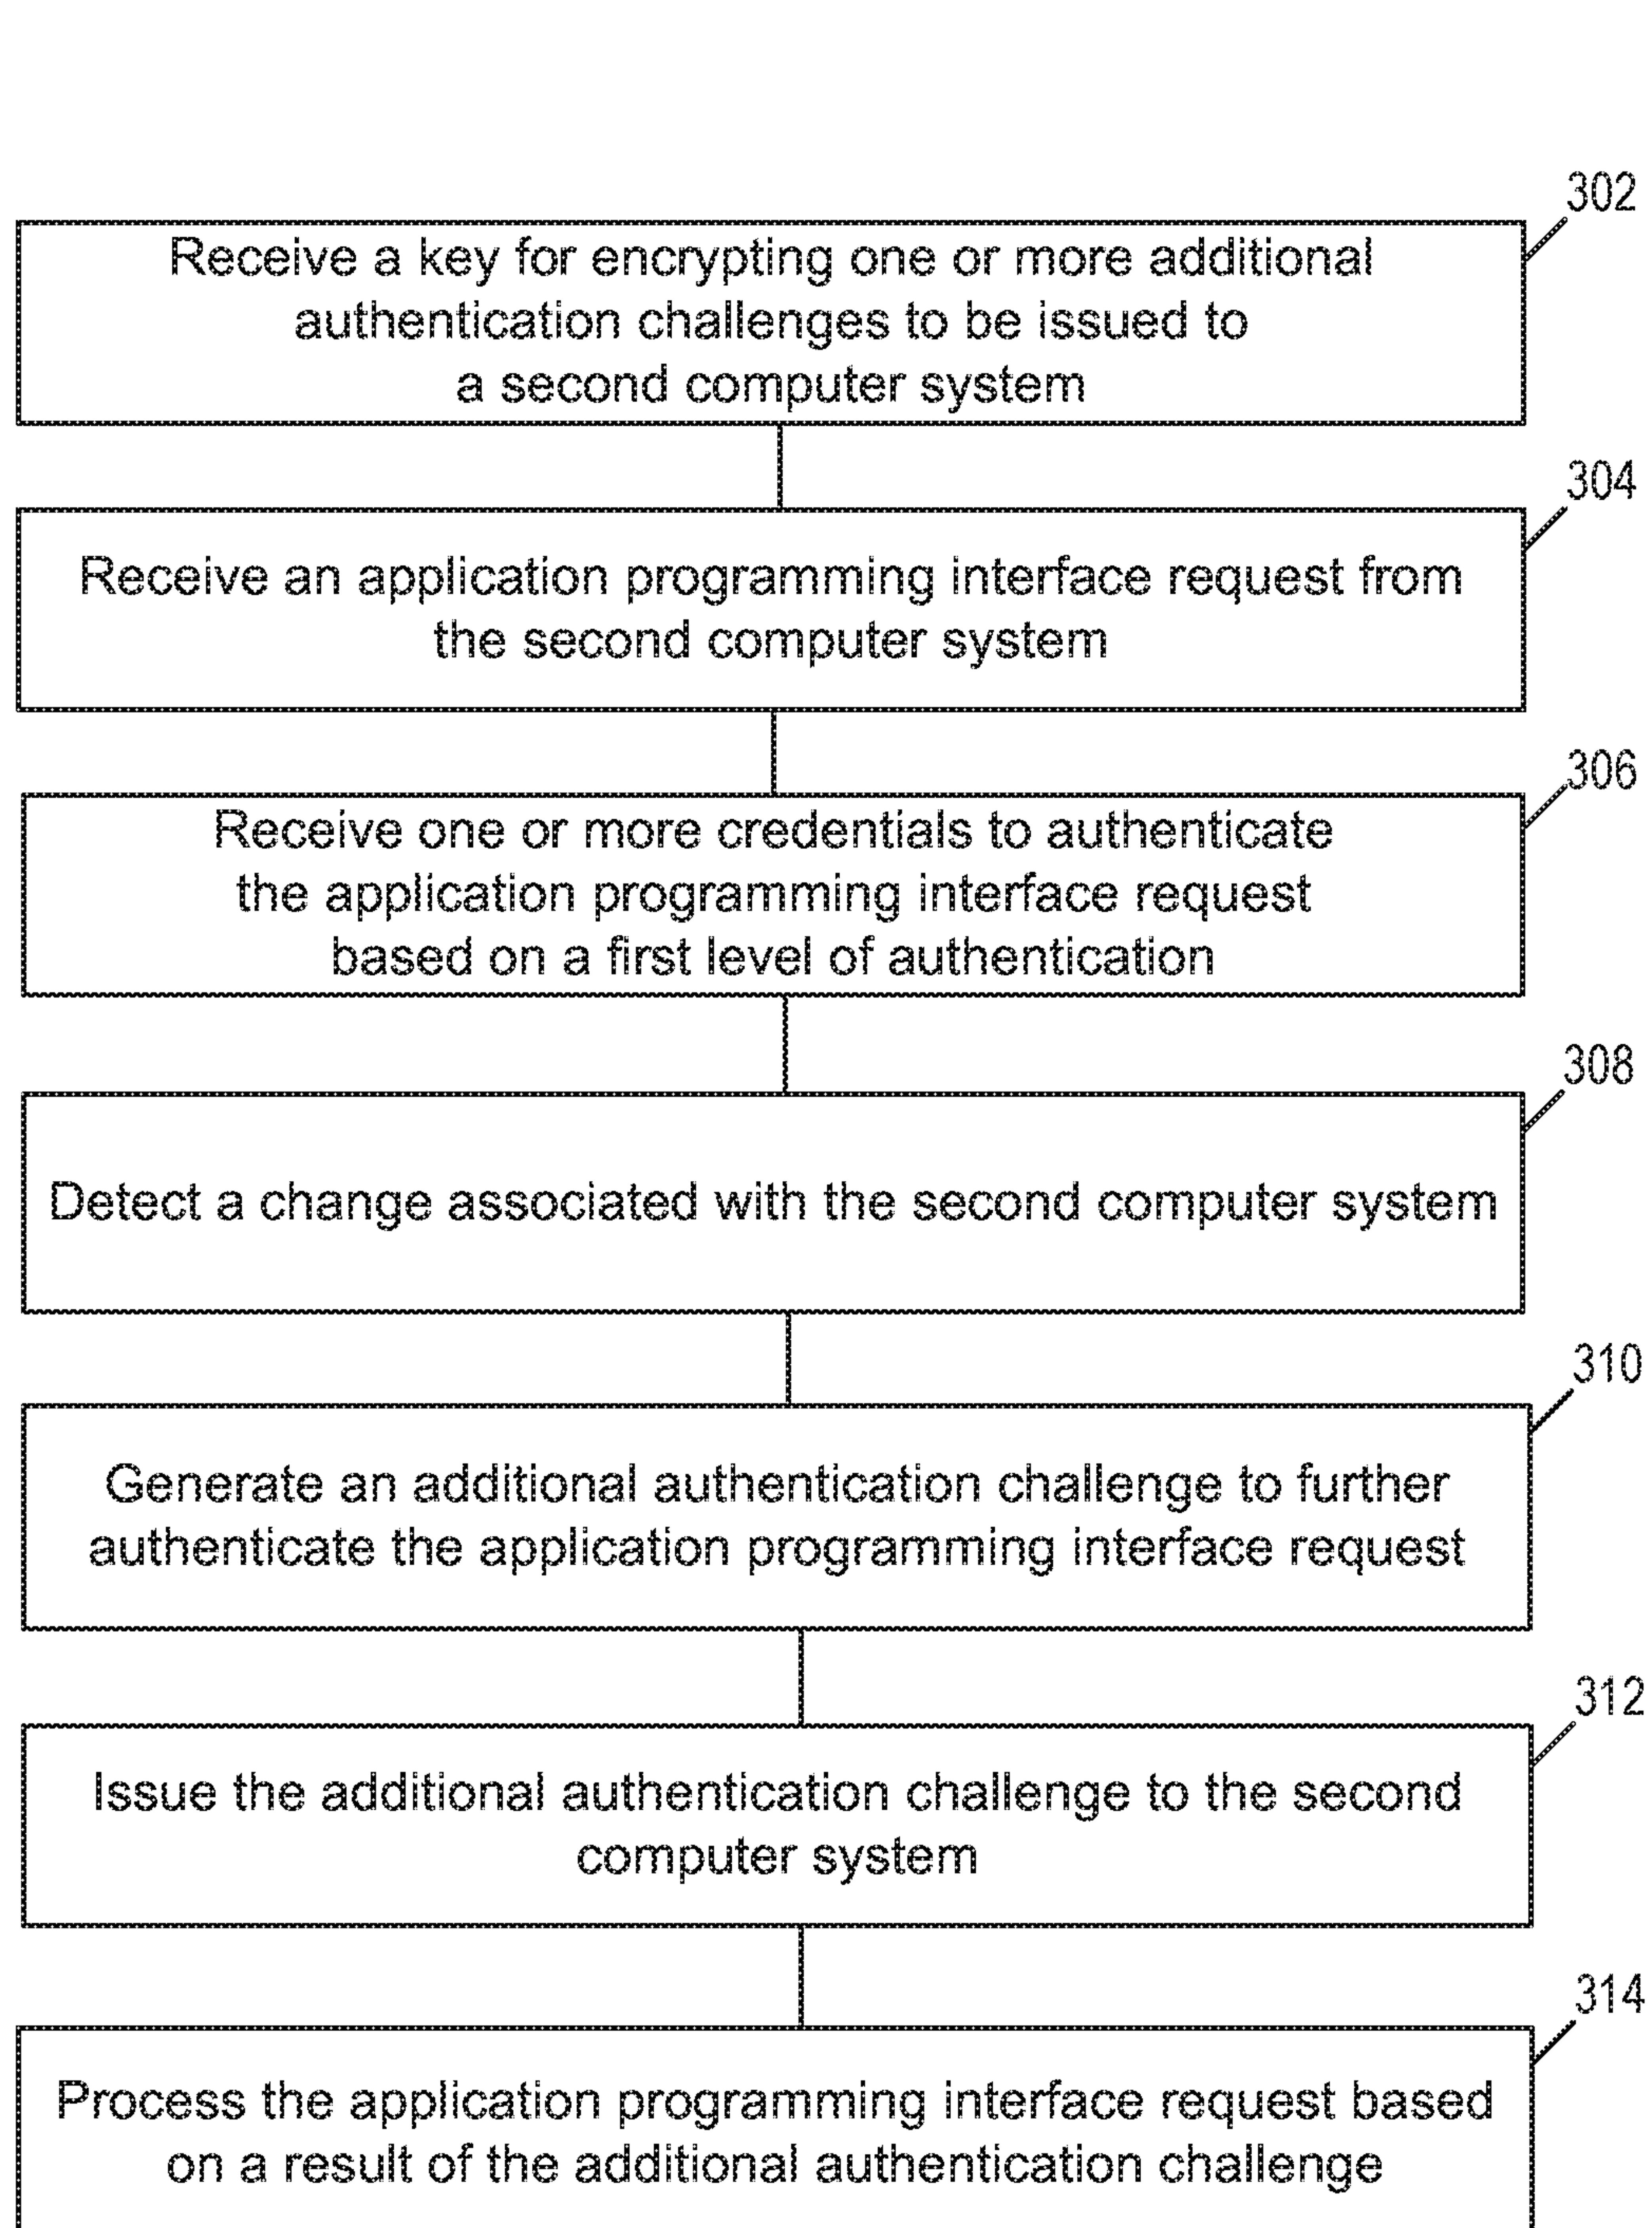 302
Receive a key for encrypting one or more additional
authentication challenges to be issued to
a second computer system
304
Receive an application programming interface request from
the second computer system
306
Receive one or more credentials to authenticate
the application programming interface request
based on a first level of authentication
308
Detect a change associated with the second computer system
310
Generate an additional authentication challenge to further
authenticate the application programming interface request
312
Issue the additional authentication challenge to the second
computer system
314
Process the application programming interface request based
on a result of the additional authentication challenge